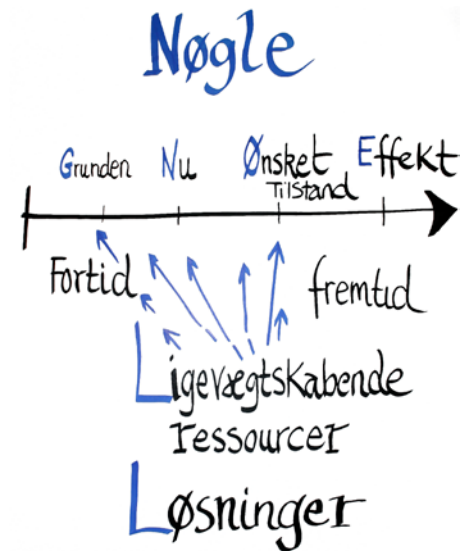 Nøgle
Grunden Nu Ønsket Effekt
Tilstand
Fortid fremtid
Ligevægtskabende
ressourcer
Løsninger